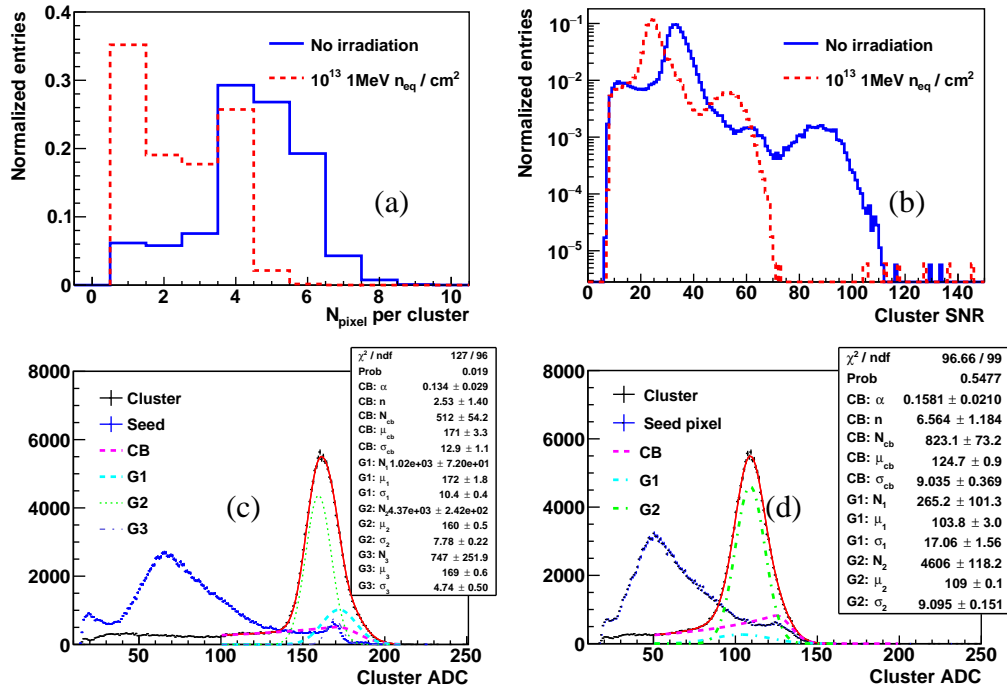 Normalized entries
0.4
0.3
0.2
0.1
0
No irradiation
10¹³ 1MeV n_eq / cm²
(a)
0 2 4 6 8 10
N_pixel per cluster
Normalized entries
10⁻¹
10⁻²
10⁻³
10⁻⁴
10⁻⁵
No irradiation
10¹³ 1MeV n_eq / cm²
(b)
0 20 40 60 80 100 120 140
Cluster SNR
8000
6000
4000
2000
0
Cluster
Seed
CB
G1
G2
G3
(c)
χ² / ndf 127 / 96
Prob 0.019
CB: α 0.134 ± 0.029
CB: n 2.53 ± 1.40
CB: N_cb 512 ± 54.2
CB: μ_cb 171 ± 3.3
CB: σ_cb 12.9 ± 1.1
G1: N_1 1.02e+03 ± 7.20e+01
G1: μ_1 172 ± 1.8
G1: σ_1 10.4 ± 0.4
G2: N_2 4.37e+03 ± 2.42e+02
G2: μ_2 160 ± 0.5
G2: σ_2 7.78 ± 0.22
G3: N_3 747 ± 251.9
G3: μ_3 169 ± 0.6
G3: σ_3 4.74 ± 0.50
50 100 150 200 250
Cluster ADC
8000
6000
4000
2000
0
Cluster
Seed pixel
CB
G1
G2
(d)
χ² / ndf 96.66 / 99
Prob 0.5477
CB: α 0.1581 ± 0.0210
CB: n 6.564 ± 1.184
CB: N_cb 823.1 ± 73.2
CB: μ_cb 124.7 ± 0.9
CB: σ_cb 9.035 ± 0.369
G1: N_1 265.2 ± 101.3
G1: μ_1 103.8 ± 3.0
G1: σ_1 17.06 ± 1.56
G2: N_2 4606 ± 118.2
G2: μ_2 109 ± 0.1
G2: σ_2 9.095 ± 0.151
50 100 150 200 250
Cluster ADC